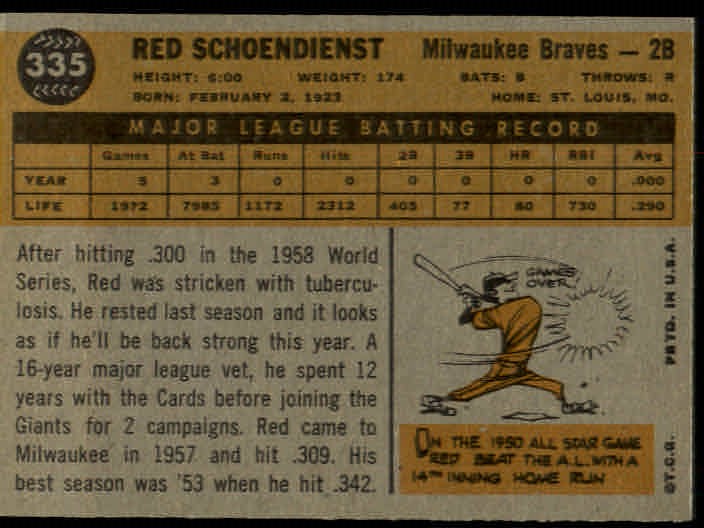 335
RED SCHOENDIENST Milwaukee Braves — 2B
HEIGHT: 6:00 WEIGHT: 174 BATS: B THROWS: R
BORN: FEBRUARY 2, 1923 HOME: ST. LOUIS, MO.
MAJOR LEAGUE BATTING RECORD
Games At Bat Runs Hits 2B 3B HR RBI Avg
YEAR 5 3 0 0 0 0 0 0 .000
LIFE 1972 7985 1172 2312 405 77 80 730 .290
After hitting .300 in the 1958 World
Series, Red was stricken with tubercu-
losis. He rested last season and it looks
as if he'll be back strong this year. A
16-year major league vet, he spent 12
years with the Cards before joining the
Giants for 2 campaigns. Red came to
Milwaukee in 1957 and hit .309. His
best season was '53 when he hit .342.
GAMES
OVER!
IN THE 1950 ALL STAR GAME
RED BEAT THE A.L. WITH A
14TH INNING HOME RUN
©T.C.G. PRTD. IN U.S.A.